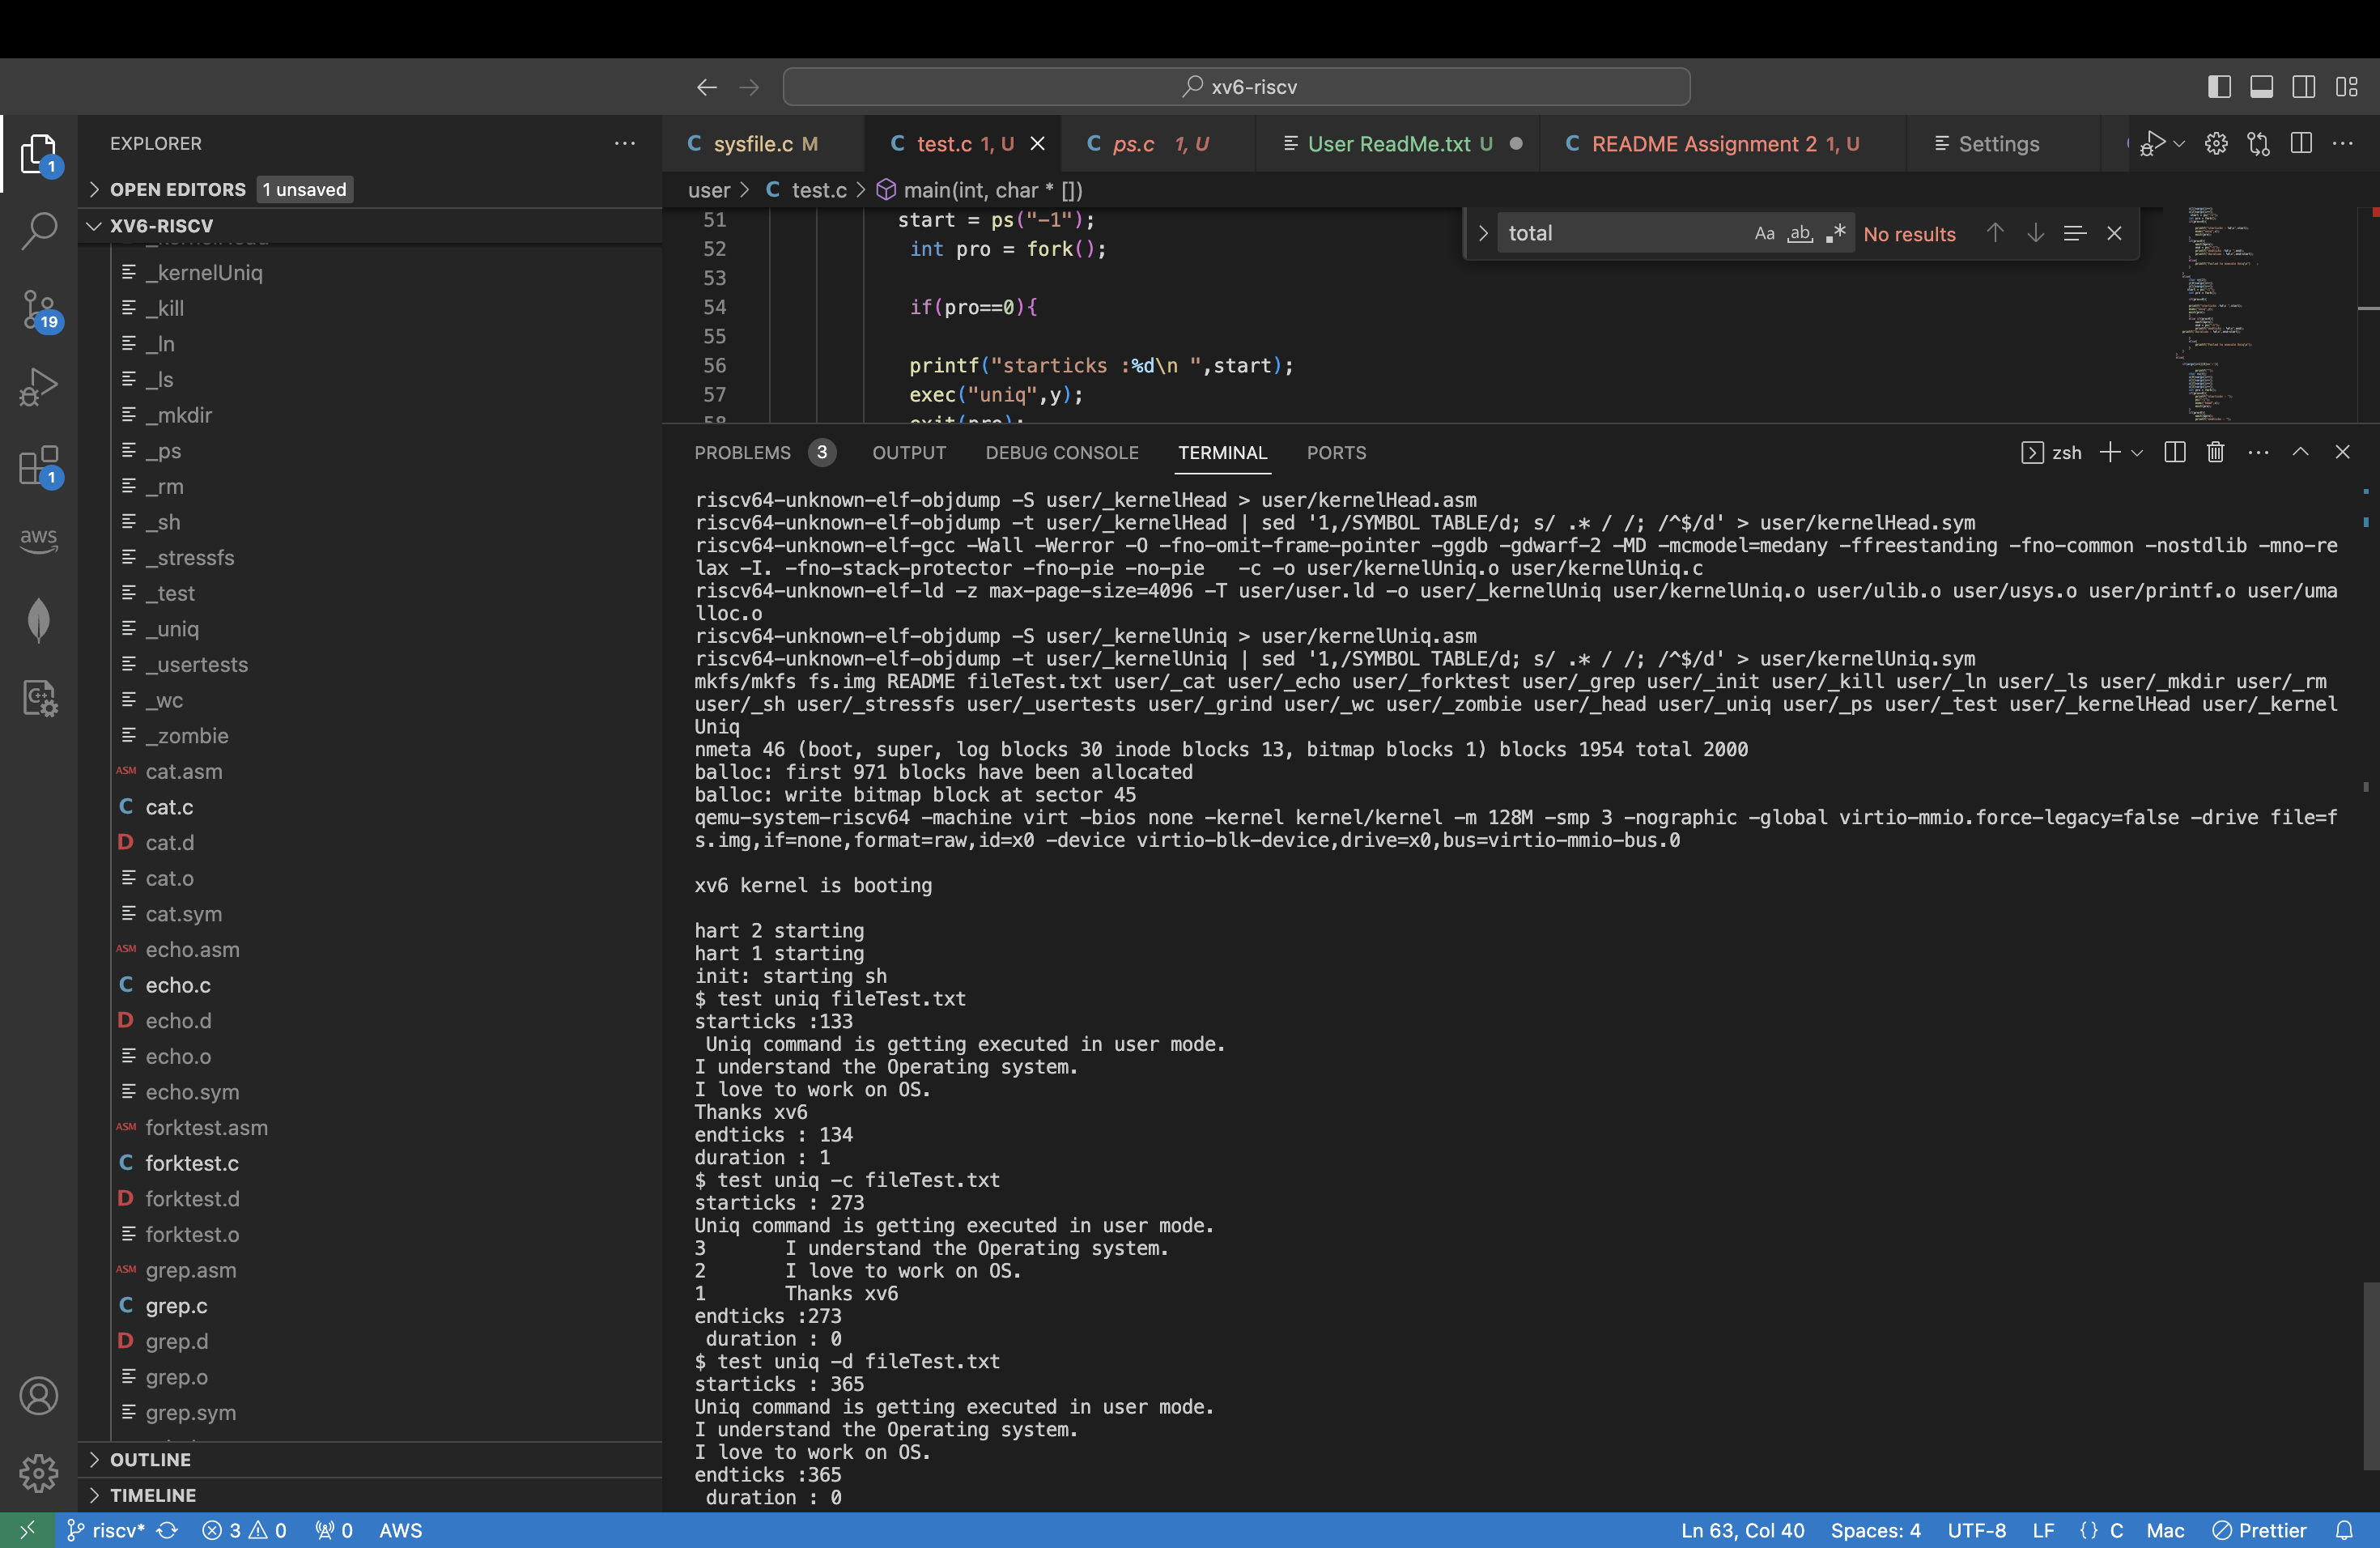 xv6-riscv
EXPLORER
OPEN EDITORS 1 unsaved
XV6-RISCV
_kernelUniq
_kill
_ln
_ls
_mkdir
_ps
_rm
_sh
_stressfs
_test
_uniq
_usertests
_wc
_zombie
ASM cat.asm
C cat.c
D cat.d
cat.o
cat.sym
ASM echo.asm
C echo.c
D echo.d
echo.o
echo.sym
ASM forktest.asm
C forktest.c
D forktest.d
forktest.o
ASM grep.asm
C grep.c
D grep.d
grep.o
grep.sym
OUTLINE
TIMELINE
1
19
1
aws
C sysfile.c M
C test.c 1, U
C ps.c 1, U
User ReadMe.txt U
C README Assignment 2 1, U
Settings
user > C test.c > main(int, char * [])
total Aa ab .* No results
51 start = ps("-1");
52 int pro = fork();
53
54 if(pro==0){
55
56 printf("starticks :%d\n ",start);
57 exec("uniq",y);
58 exit(pro);
PROBLEMS 3 OUTPUT DEBUG CONSOLE TERMINAL PORTS
zsh
riscv64-unknown-elf-objdump -S user/_kernelHead > user/kernelHead.asm
riscv64-unknown-elf-objdump -t user/_kernelHead | sed '1,/SYMBOL TABLE/d; s/ .* / /; /^$/d' > user/kernelHead.sym
riscv64-unknown-elf-gcc -Wall -Werror -O -fno-omit-frame-pointer -ggdb -gdwarf-2 -MD -mcmodel=medany -ffreestanding -fno-common -nostdlib -mno-re
lax -I. -fno-stack-protector -fno-pie -no-pie   -c -o user/kernelUniq.o user/kernelUniq.c
riscv64-unknown-elf-ld -z max-page-size=4096 -T user/user.ld -o user/_kernelUniq user/kernelUniq.o user/ulib.o user/usys.o user/printf.o user/uma
lloc.o
riscv64-unknown-elf-objdump -S user/_kernelUniq > user/kernelUniq.asm
riscv64-unknown-elf-objdump -t user/_kernelUniq | sed '1,/SYMBOL TABLE/d; s/ .* / /; /^$/d' > user/kernelUniq.sym
mkfs/mkfs fs.img README fileTest.txt user/_cat user/_echo user/_forktest user/_grep user/_init user/_kill user/_ln user/_ls user/_mkdir user/_rm
user/_sh user/_stressfs user/_usertests user/_grind user/_wc user/_zombie user/_head user/_uniq user/_ps user/_test user/_kernelHead user/_kernel
Uniq
nmeta 46 (boot, super, log blocks 30 inode blocks 13, bitmap blocks 1) blocks 1954 total 2000
balloc: first 971 blocks have been allocated
balloc: write bitmap block at sector 45
qemu-system-riscv64 -machine virt -bios none -kernel kernel/kernel -m 128M -smp 3 -nographic -global virtio-mmio.force-legacy=false -drive file=f
s.img,if=none,format=raw,id=x0 -device virtio-blk-device,drive=x0,bus=virtio-mmio-bus.0
xv6 kernel is booting
hart 2 starting
hart 1 starting
init: starting sh
$ test uniq fileTest.txt
starticks :133
 Uniq command is getting executed in user mode.
I understand the Operating system.
I love to work on OS.
Thanks xv6
endticks : 134
duration : 1
$ test uniq -c fileTest.txt
starticks : 273
Uniq command is getting executed in user mode.
3       I understand the Operating system.
2       I love to work on OS.
1       Thanks xv6
endticks :273
 duration : 0
$ test uniq -d fileTest.txt
starticks : 365
Uniq command is getting executed in user mode.
I understand the Operating system.
I love to work on OS.
endticks :365
 duration : 0
riscv* 3 0 0 AWS
Ln 63, Col 40 Spaces: 4 UTF-8 LF {} C Mac Prettier